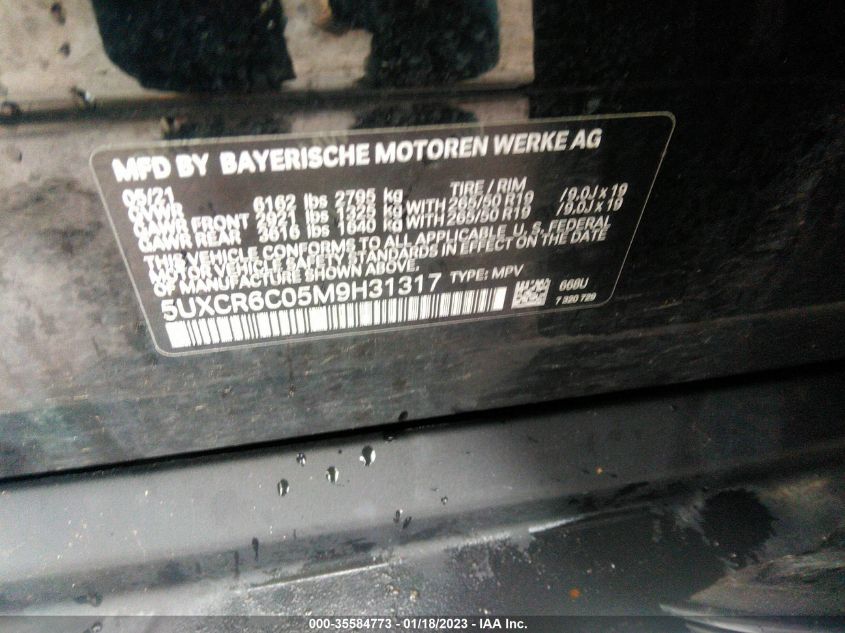 MFD BY BAYERISCHE MOTOREN WERKE AG
05/21 TIRE / RIM
GVWR 6162 lbs 2795 kg
GAWR FRONT 2921 lbs 1325 kg WITH 265/50 R19 /9.0J x 19
GAWR REAR 3616 lbs 1640 kg WITH 265/50 R19 /9.0J x 19
THIS VEHICLE CONFORMS TO ALL APPLICABLE U. S. FEDERAL
MOTOR VEHICLE SAFETY STANDARDS IN EFFECT ON THE DATE
OF MANUFACTURE SHOWN ABOVE.
5UXCR6C05M9H31317 TYPE: MPV 668U
7 920 729
000-35584773 - 01/18/2023 - IAA Inc.